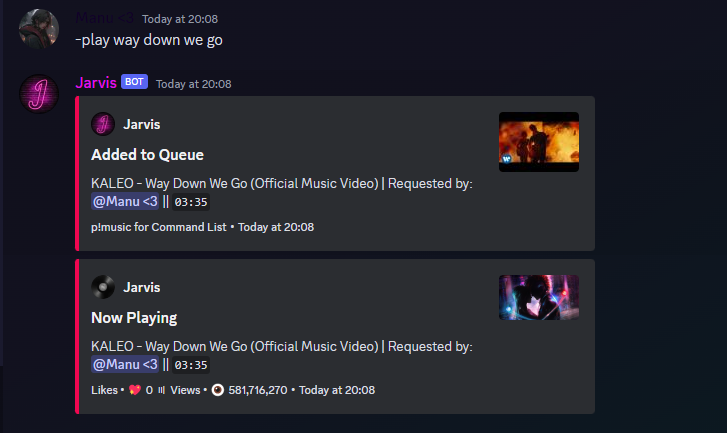 Manu <3 Today at 20:08
-play way down we go
Jarvis BOT Today at 20:08
Jarvis
Added to Queue
KALEO - Way Down We Go (Official Music Video) | Requested by:
@Manu <3 || 03:35
p!music for Command List • Today at 20:08
Jarvis
Now Playing
KALEO - Way Down We Go (Official Music Video) | Requested by:
@Manu <3 || 03:35
Likes • 💖 0 ııl Views • 👁 581,716,270 • Today at 20:08